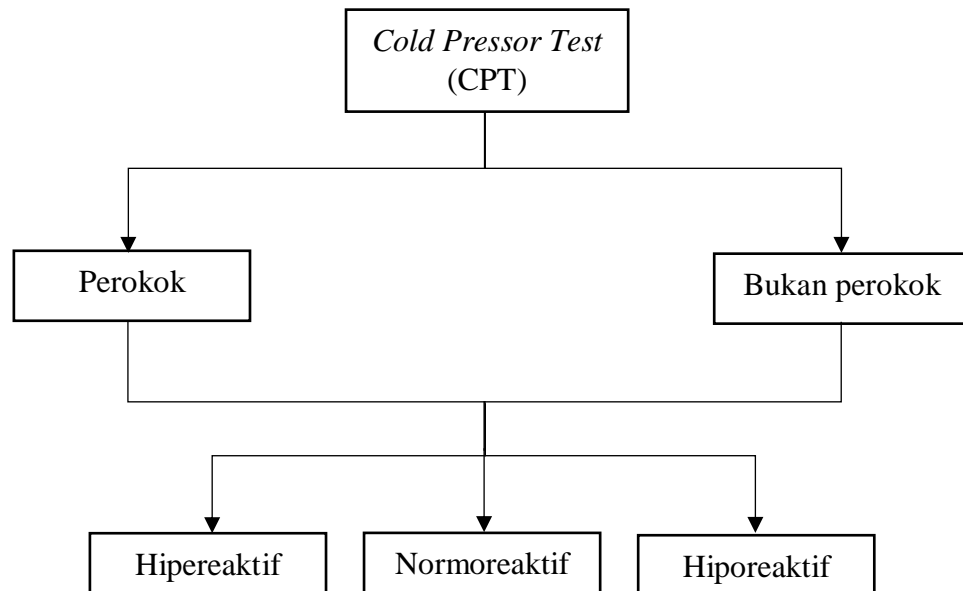 Cold Pressor Test
(CPT)
Perokok
Bukan perokok
Hipereaktif
Normoreaktif
Hiporeaktif